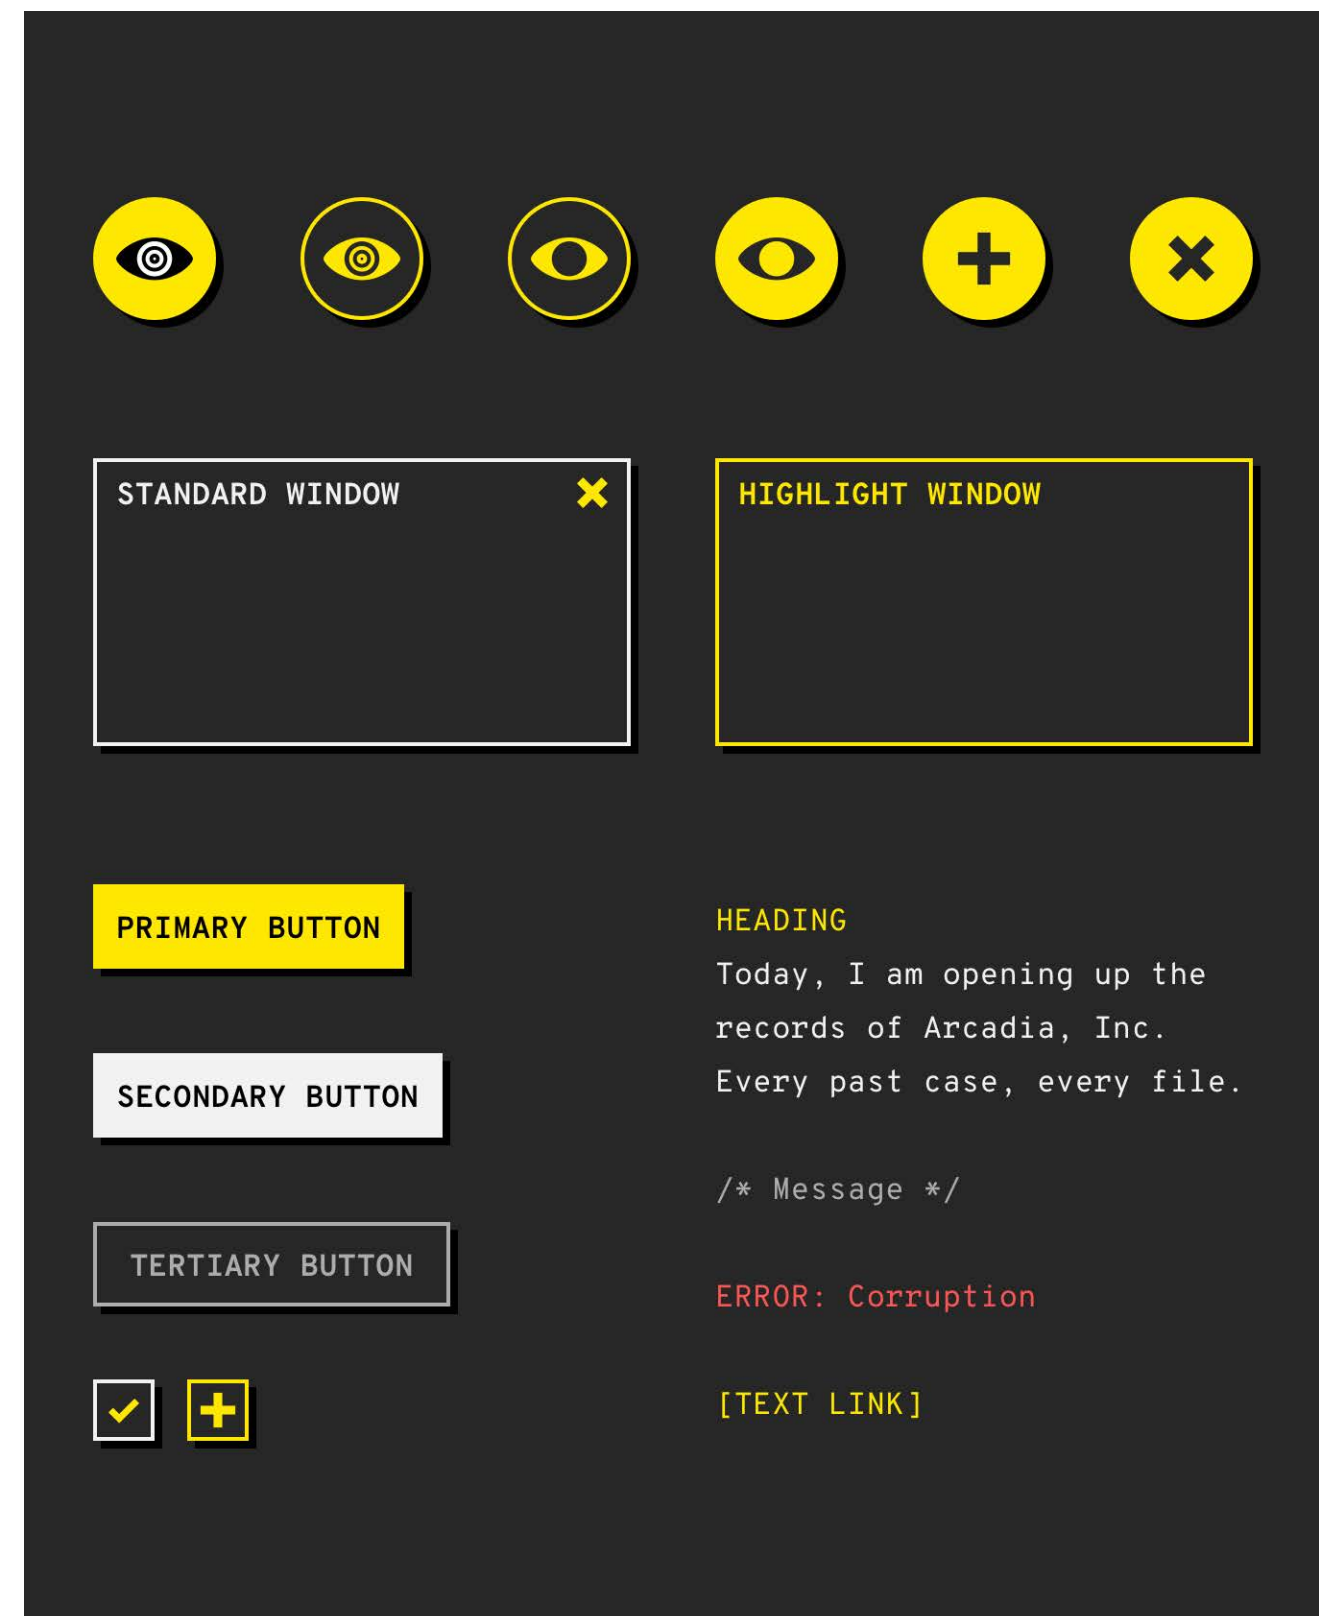 STANDARD WINDOW
HIGHLIGHT WINDOW
PRIMARY BUTTON
SECONDARY BUTTON
TERTIARY BUTTON
HEADING
Today, I am opening up the
records of Arcadia, Inc.
Every past case, every file.
/* Message */
ERROR: Corruption
[TEXT LINK]